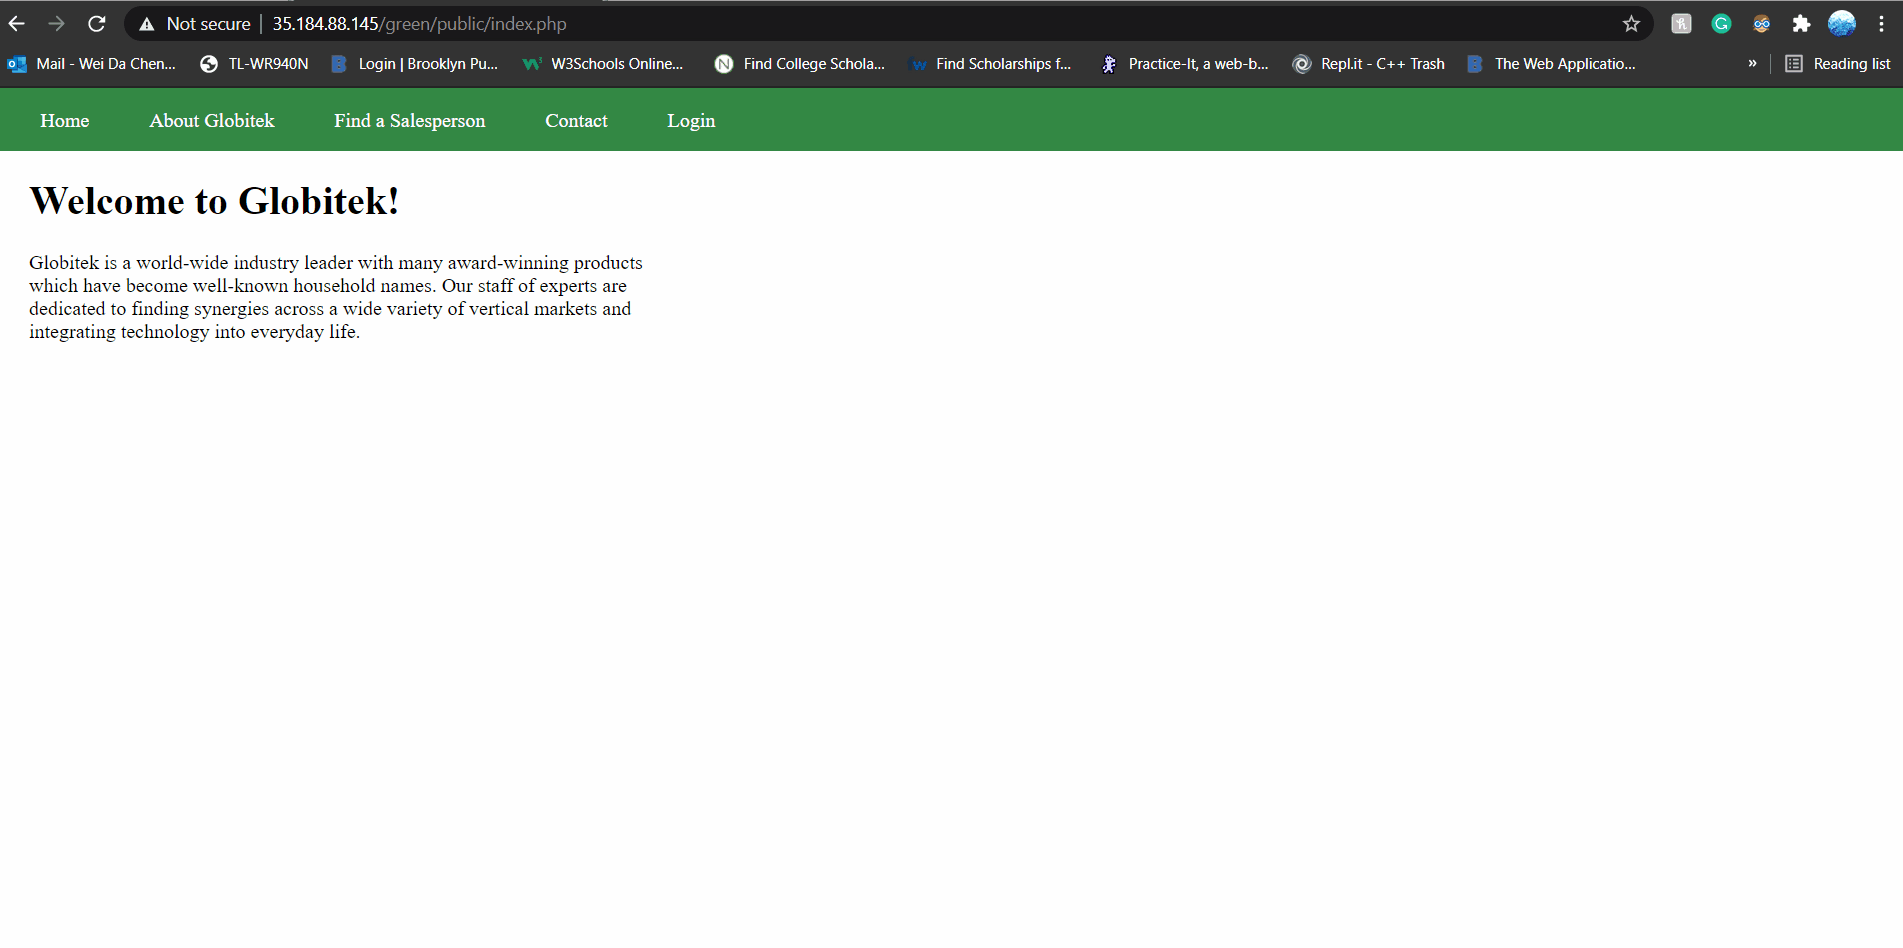 Not secure 35.184.88.145/green/public/index.php
Mail - Wei Da Chen... TL-WR940N Login | Brooklyn Pu... W3Schools Online... Find College Schola... Find Scholarships f... Practice-It, a web-b... Repl.it - C++ Trash The Web Applicatio... » Reading list
Home About Globitek Find a Salesperson Contact Login
Welcome to Globitek!
Globitek is a world-wide industry leader with many award-winning products
which have become well-known household names. Our staff of experts are
dedicated to finding synergies across a wide variety of vertical markets and
integrating technology into everyday life.